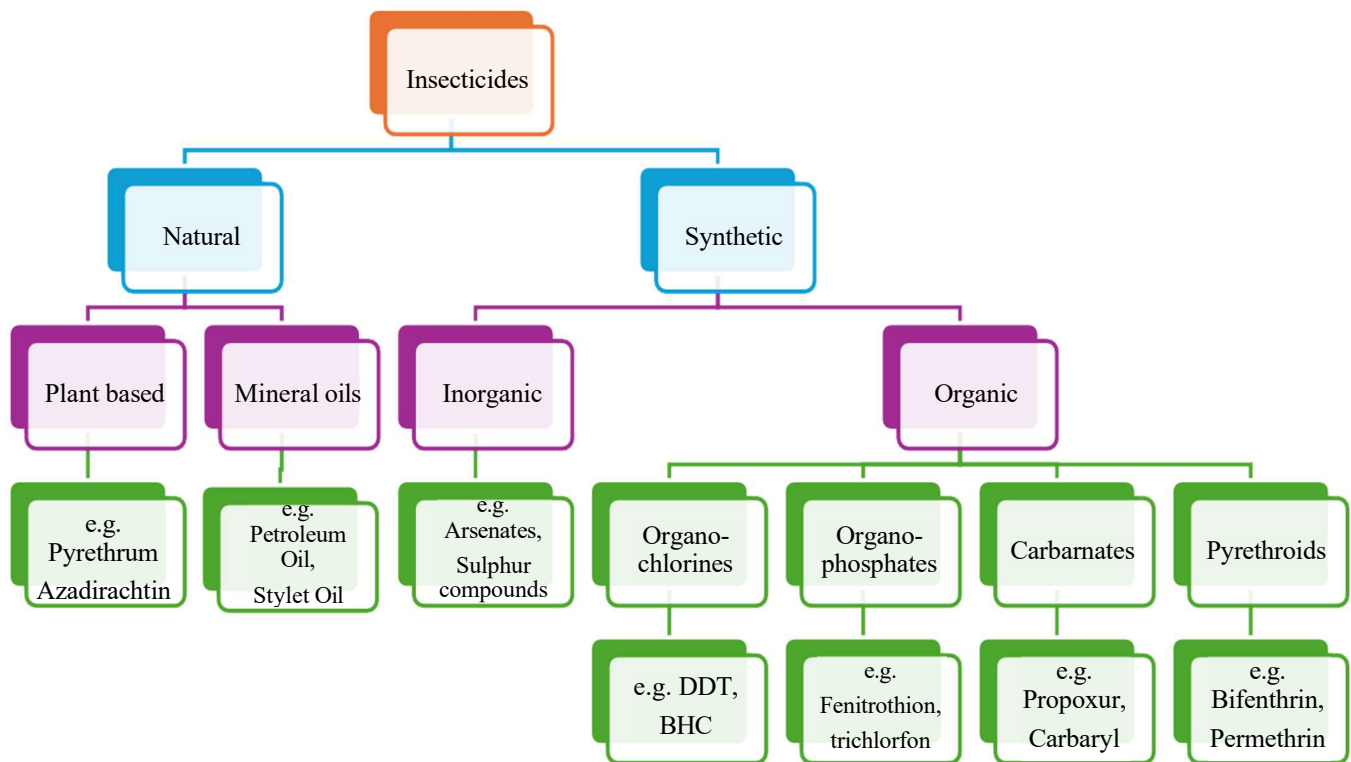 Insecticides
Natural
Synthetic
Plant based
Mineral oils
Inorganic
Organic
e.g.
Pyrethrum
Azadirachtin
e.g.
Petroleum
Oil,
Stylet Oil
e.g.
Arsenates,
Sulphur
compounds
Organo-
chlorines
Organo-
phosphates
Carbarnates
Pyrethroids
e.g. DDT,
BHC
e.g.
Fenitrothion,
trichlorfon
e.g.
Propoxur,
Carbaryl
e.g.
Bifenthrin,
Permethrin